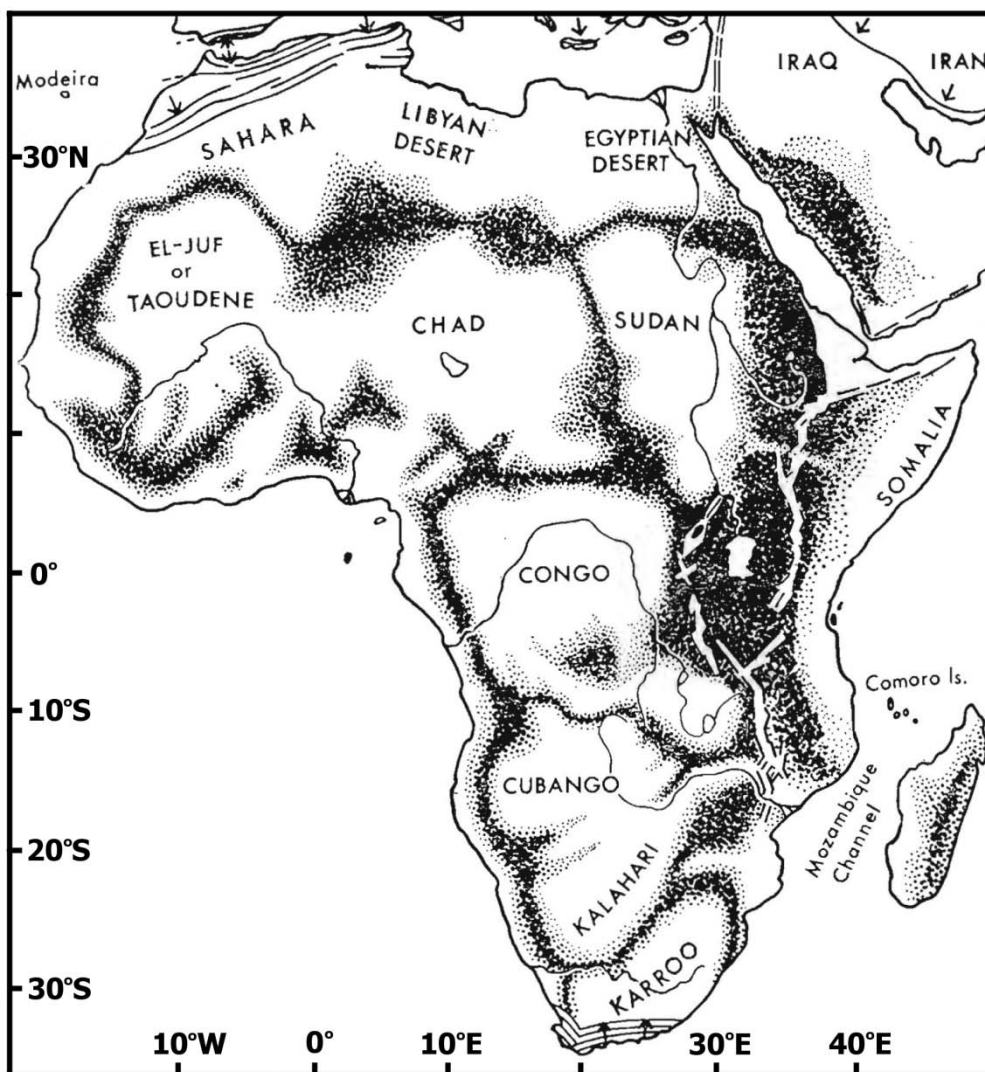 Modeira
IRAQ
IRAN
30°N
SAHARA
LIBYAN
DESERT
EGYPTIAN
DESERT
EL-JUF
or
TAOUDENE
CHAD
SUDAN
SOMALIA
0°
CONGO
Comoro Is.
10°S
CUBANGO
Mozambique
Channel
20°S
KALAHARI
30°S
KARROO
10°W
0°
10°E
30°E
40°E